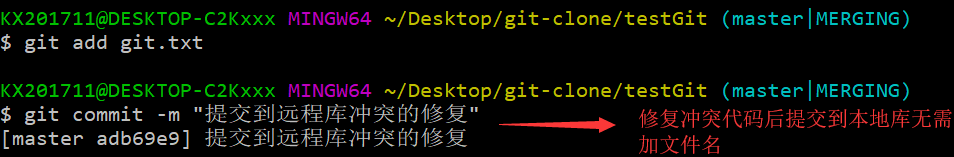 KX201711@DESKTOP-C2Kxxx MINGW64 ~/Desktop/git-clone/testGit (master|MERGING)
$ git add git.txt
KX201711@DESKTOP-C2Kxxx MINGW64 ~/Desktop/git-clone/testGit (master|MERGING)
$ git commit -m "提交到远程库冲突的修复"
[master adb69e9] 提交到远程库冲突的修复
修复冲突代码后提交到本地库无需
加文件名